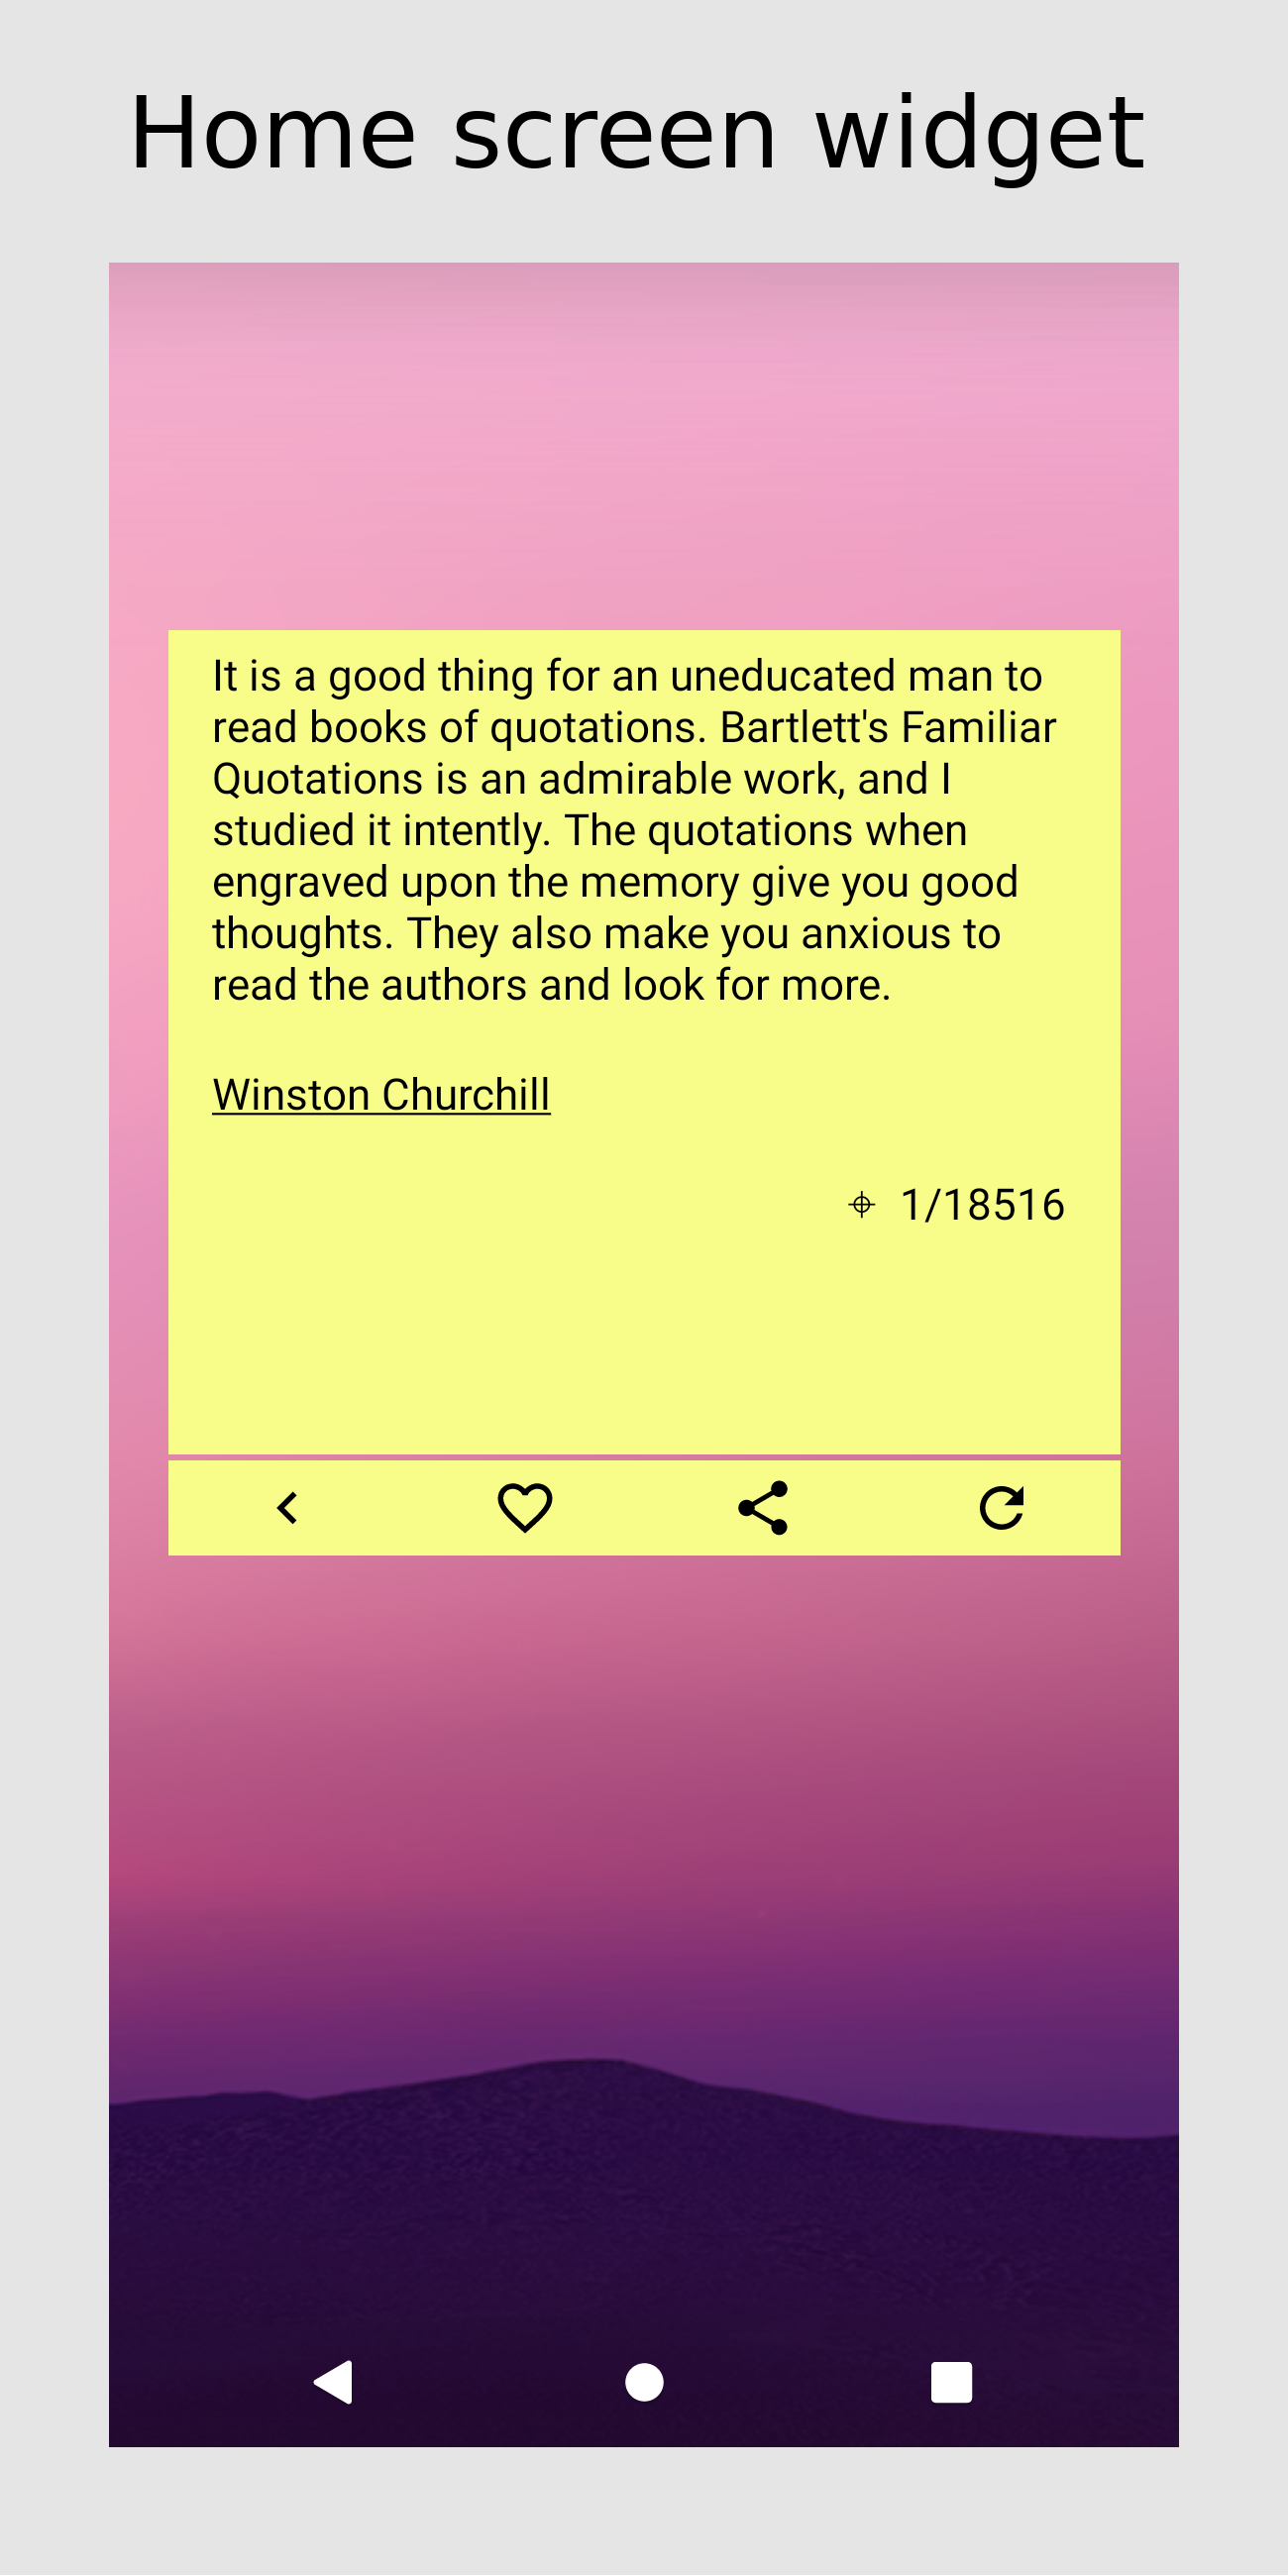 Home screen widget
It is a good thing for an uneducated man to
read books of quotations. Bartlett's Familiar
Quotations is an admirable work, and I
studied it intently. The quotations when
engraved upon the memory give you good
thoughts. They also make you anxious to
read the authors and look for more.
Winston Churchill
⌖ 1/18516